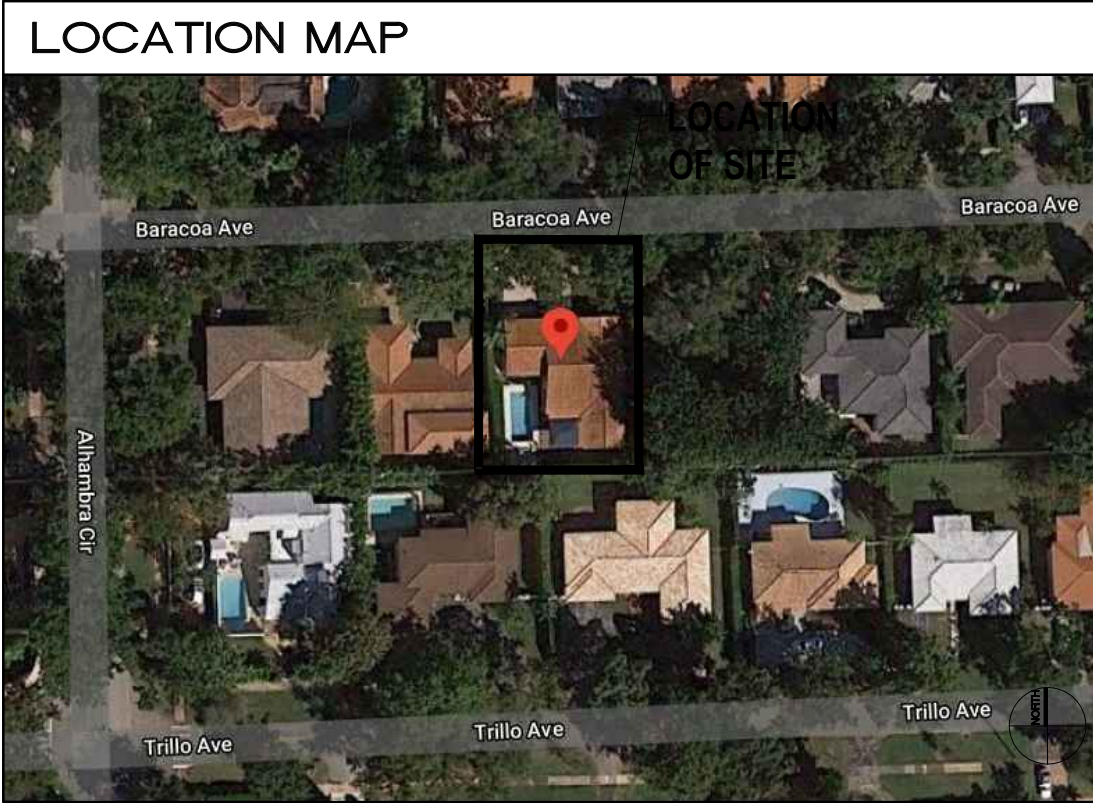 LOCATION MAP
LOCATION
OF SITE
Baracoa Ave
Baracoa Ave
Baracoa Ave
Alhambra Cir
Trillo Ave
Trillo Ave
Trillo Ave
NORTH